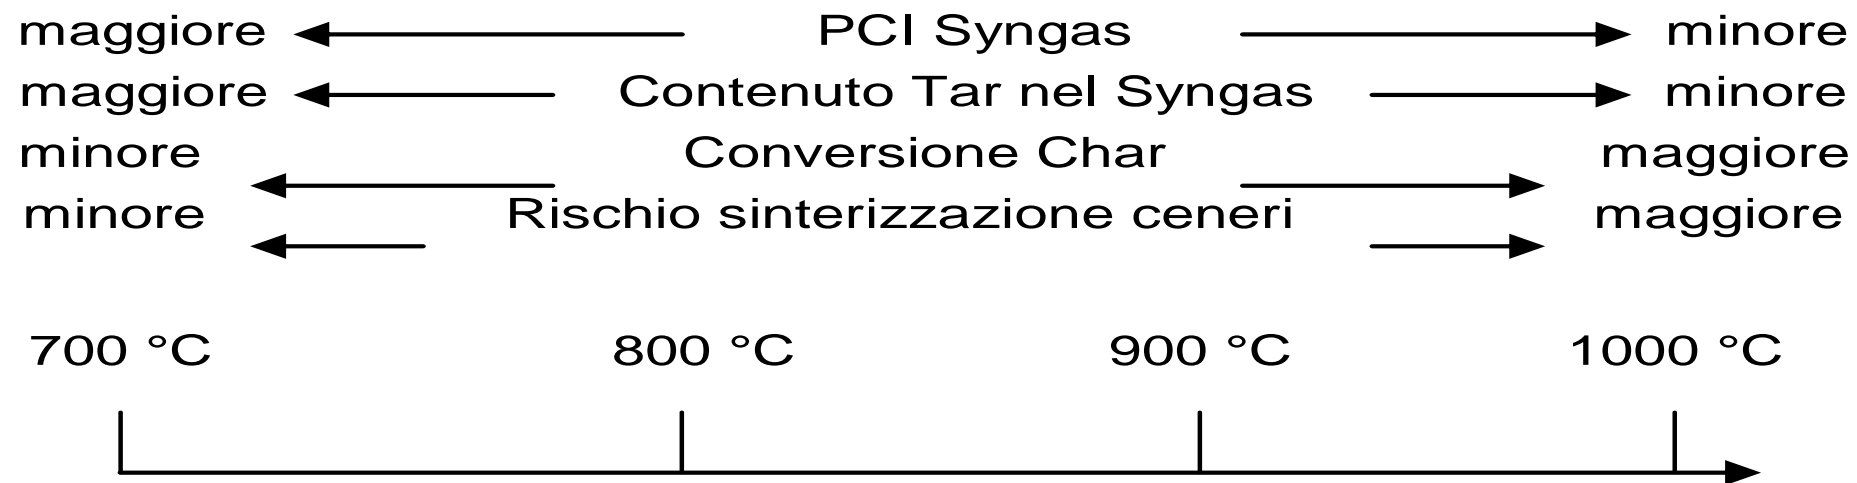 maggiore PCI Syngas minore
maggiore Contenuto Tar nel Syngas minore
minore Conversione Char maggiore
minore Rischio sinterizzazione ceneri maggiore
700 °C 800 °C 900 °C 1000 °C